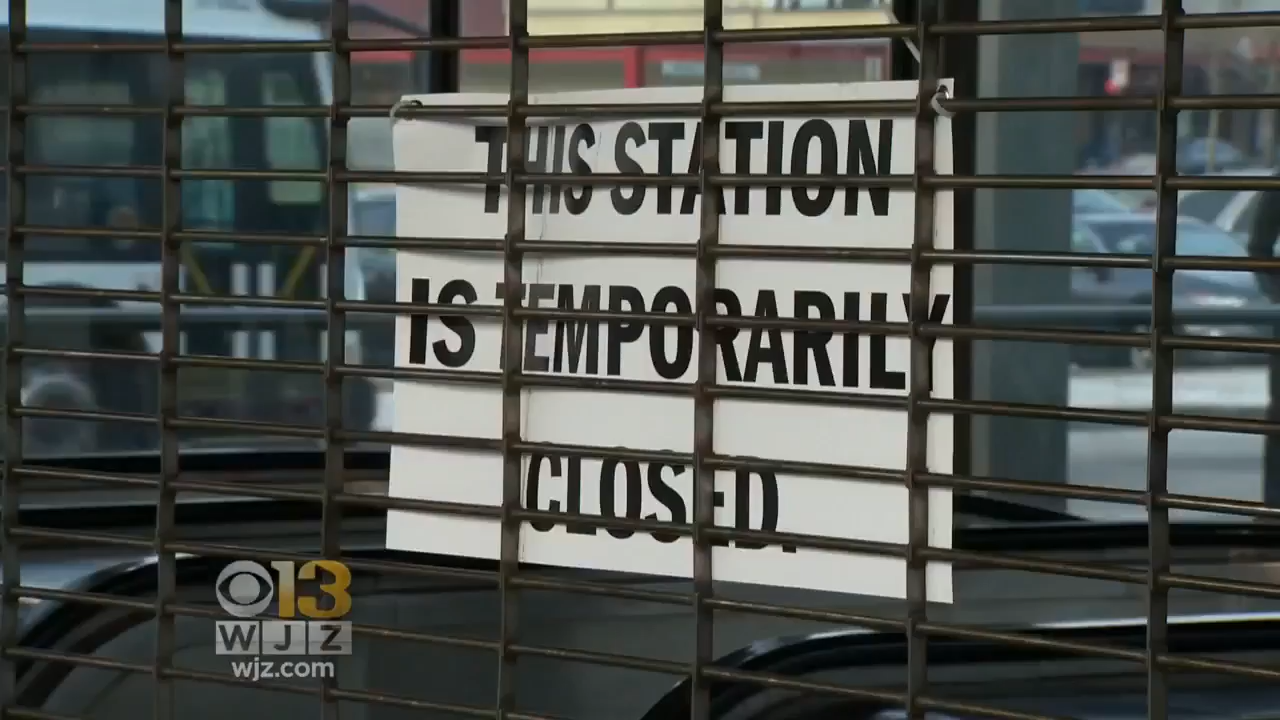 THIS STATION
IS TEMPORARILY
CLOSED.
13
WJZ
wjz.com